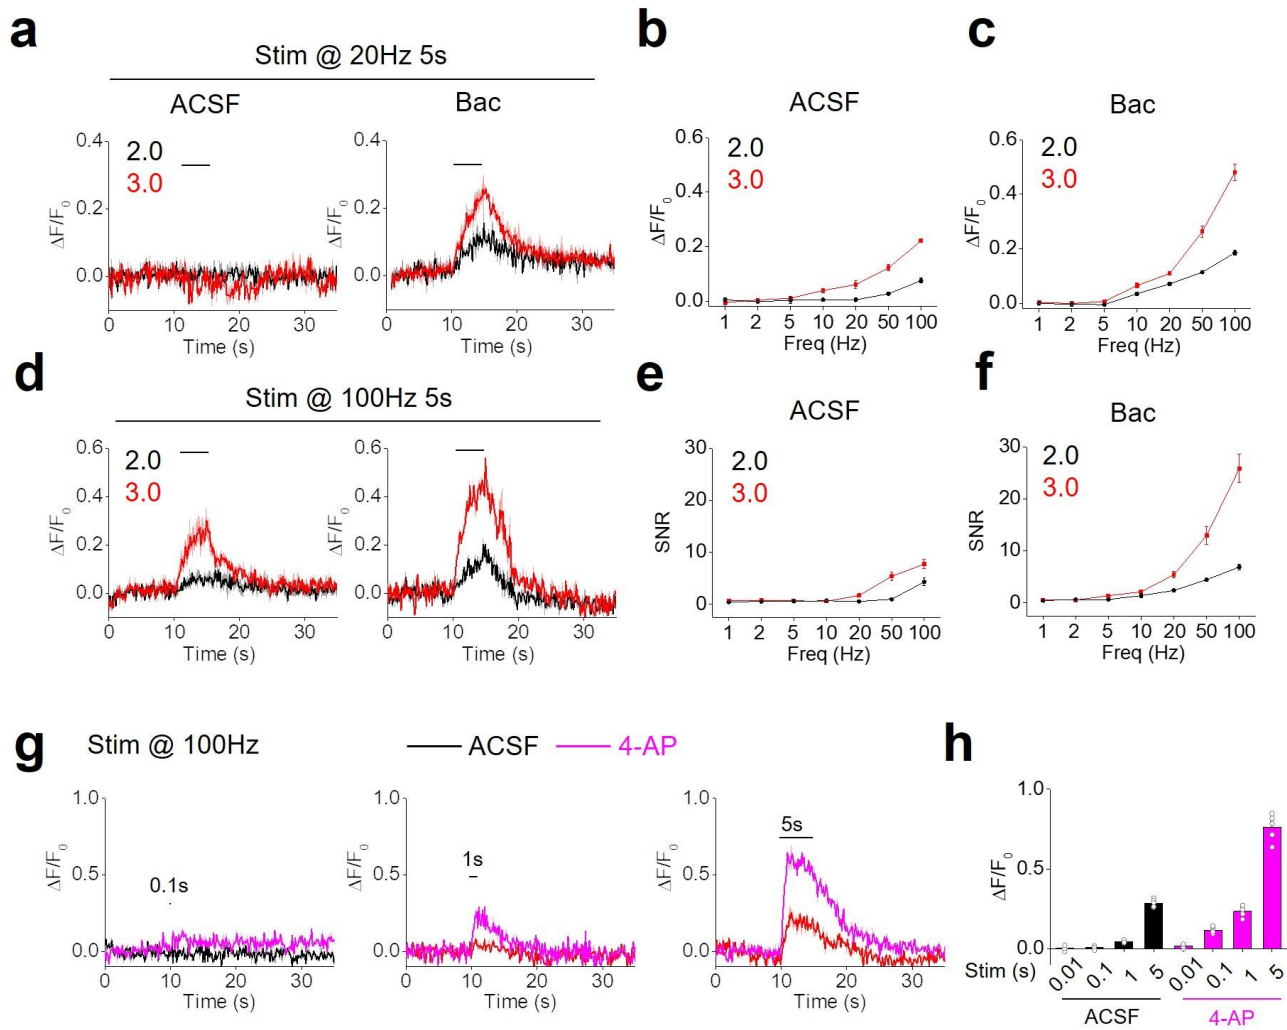 a
Stim @ 20Hz 5s
ACSF
Bac
2.0
3.0
ΔF/F0
0.4
0.2
0.0
0 10 20 30
Time (s)
ΔF/F0
0.4
0.2
0.0
0 10 20 30
Time (s)
b
ACSF
2.0
3.0
ΔF/F0
0.6
0.4
0.2
0.0
1 2 5 10 20 50 100
Freq (Hz)
c
Bac
2.0
3.0
ΔF/F0
0.6
0.4
0.2
0.0
1 2 5 10 20 50 100
Freq (Hz)
d
Stim @ 100Hz 5s
2.0
3.0
ΔF/F0
0.6
0.4
0.2
0.0
0 10 20 30
Time (s)
ΔF/F0
0.6
0.4
0.2
0.0
0 10 20 30
Time (s)
e
ACSF
2.0
3.0
SNR
30
20
10
0
1 2 5 10 20 50 100
Freq (Hz)
f
Bac
2.0
3.0
SNR
30
20
10
0
1 2 5 10 20 50 100
Freq (Hz)
g
Stim @ 100Hz
ACSF
4-AP
ΔF/F0
1.0
0.5
0.0
0.1s
0 10 20 30
Time (s)
ΔF/F0
1.0
0.5
0.0
1s
0 10 20 30
Time (s)
ΔF/F0
1.0
0.5
0.0
5s
0 10 20 30
Time (s)
h
ΔF/F0
1.0
0.5
0.0
Stim (s)
0.01 0.1 1 5 0.01 0.1 1 5
ACSF
4-AP